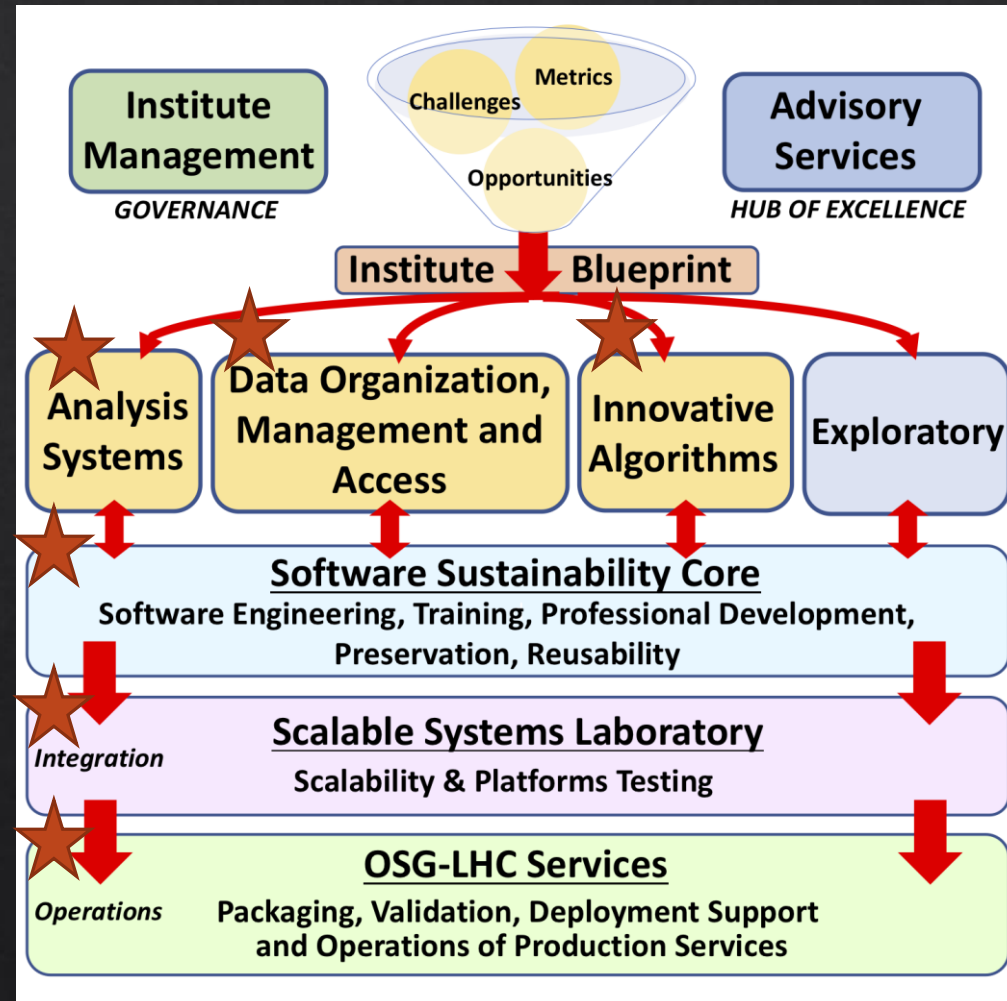 Institute
Management
GOVERNANCE
Challenges
Metrics
Opportunities
Advisory
Services
HUB OF EXCELLENCE
Institute Blueprint
Analysis
Systems
Data Organization,
Management and
Access
Innovative
Algorithms
Exploratory
Software Sustainability Core
Software Engineering, Training, Professional Development,
Preservation, Reusability
Scalable Systems Laboratory
Integration
Scalability & Platforms Testing
OSG-LHC Services
Operations
Packaging, Validation, Deployment Support
and Operations of Production Services